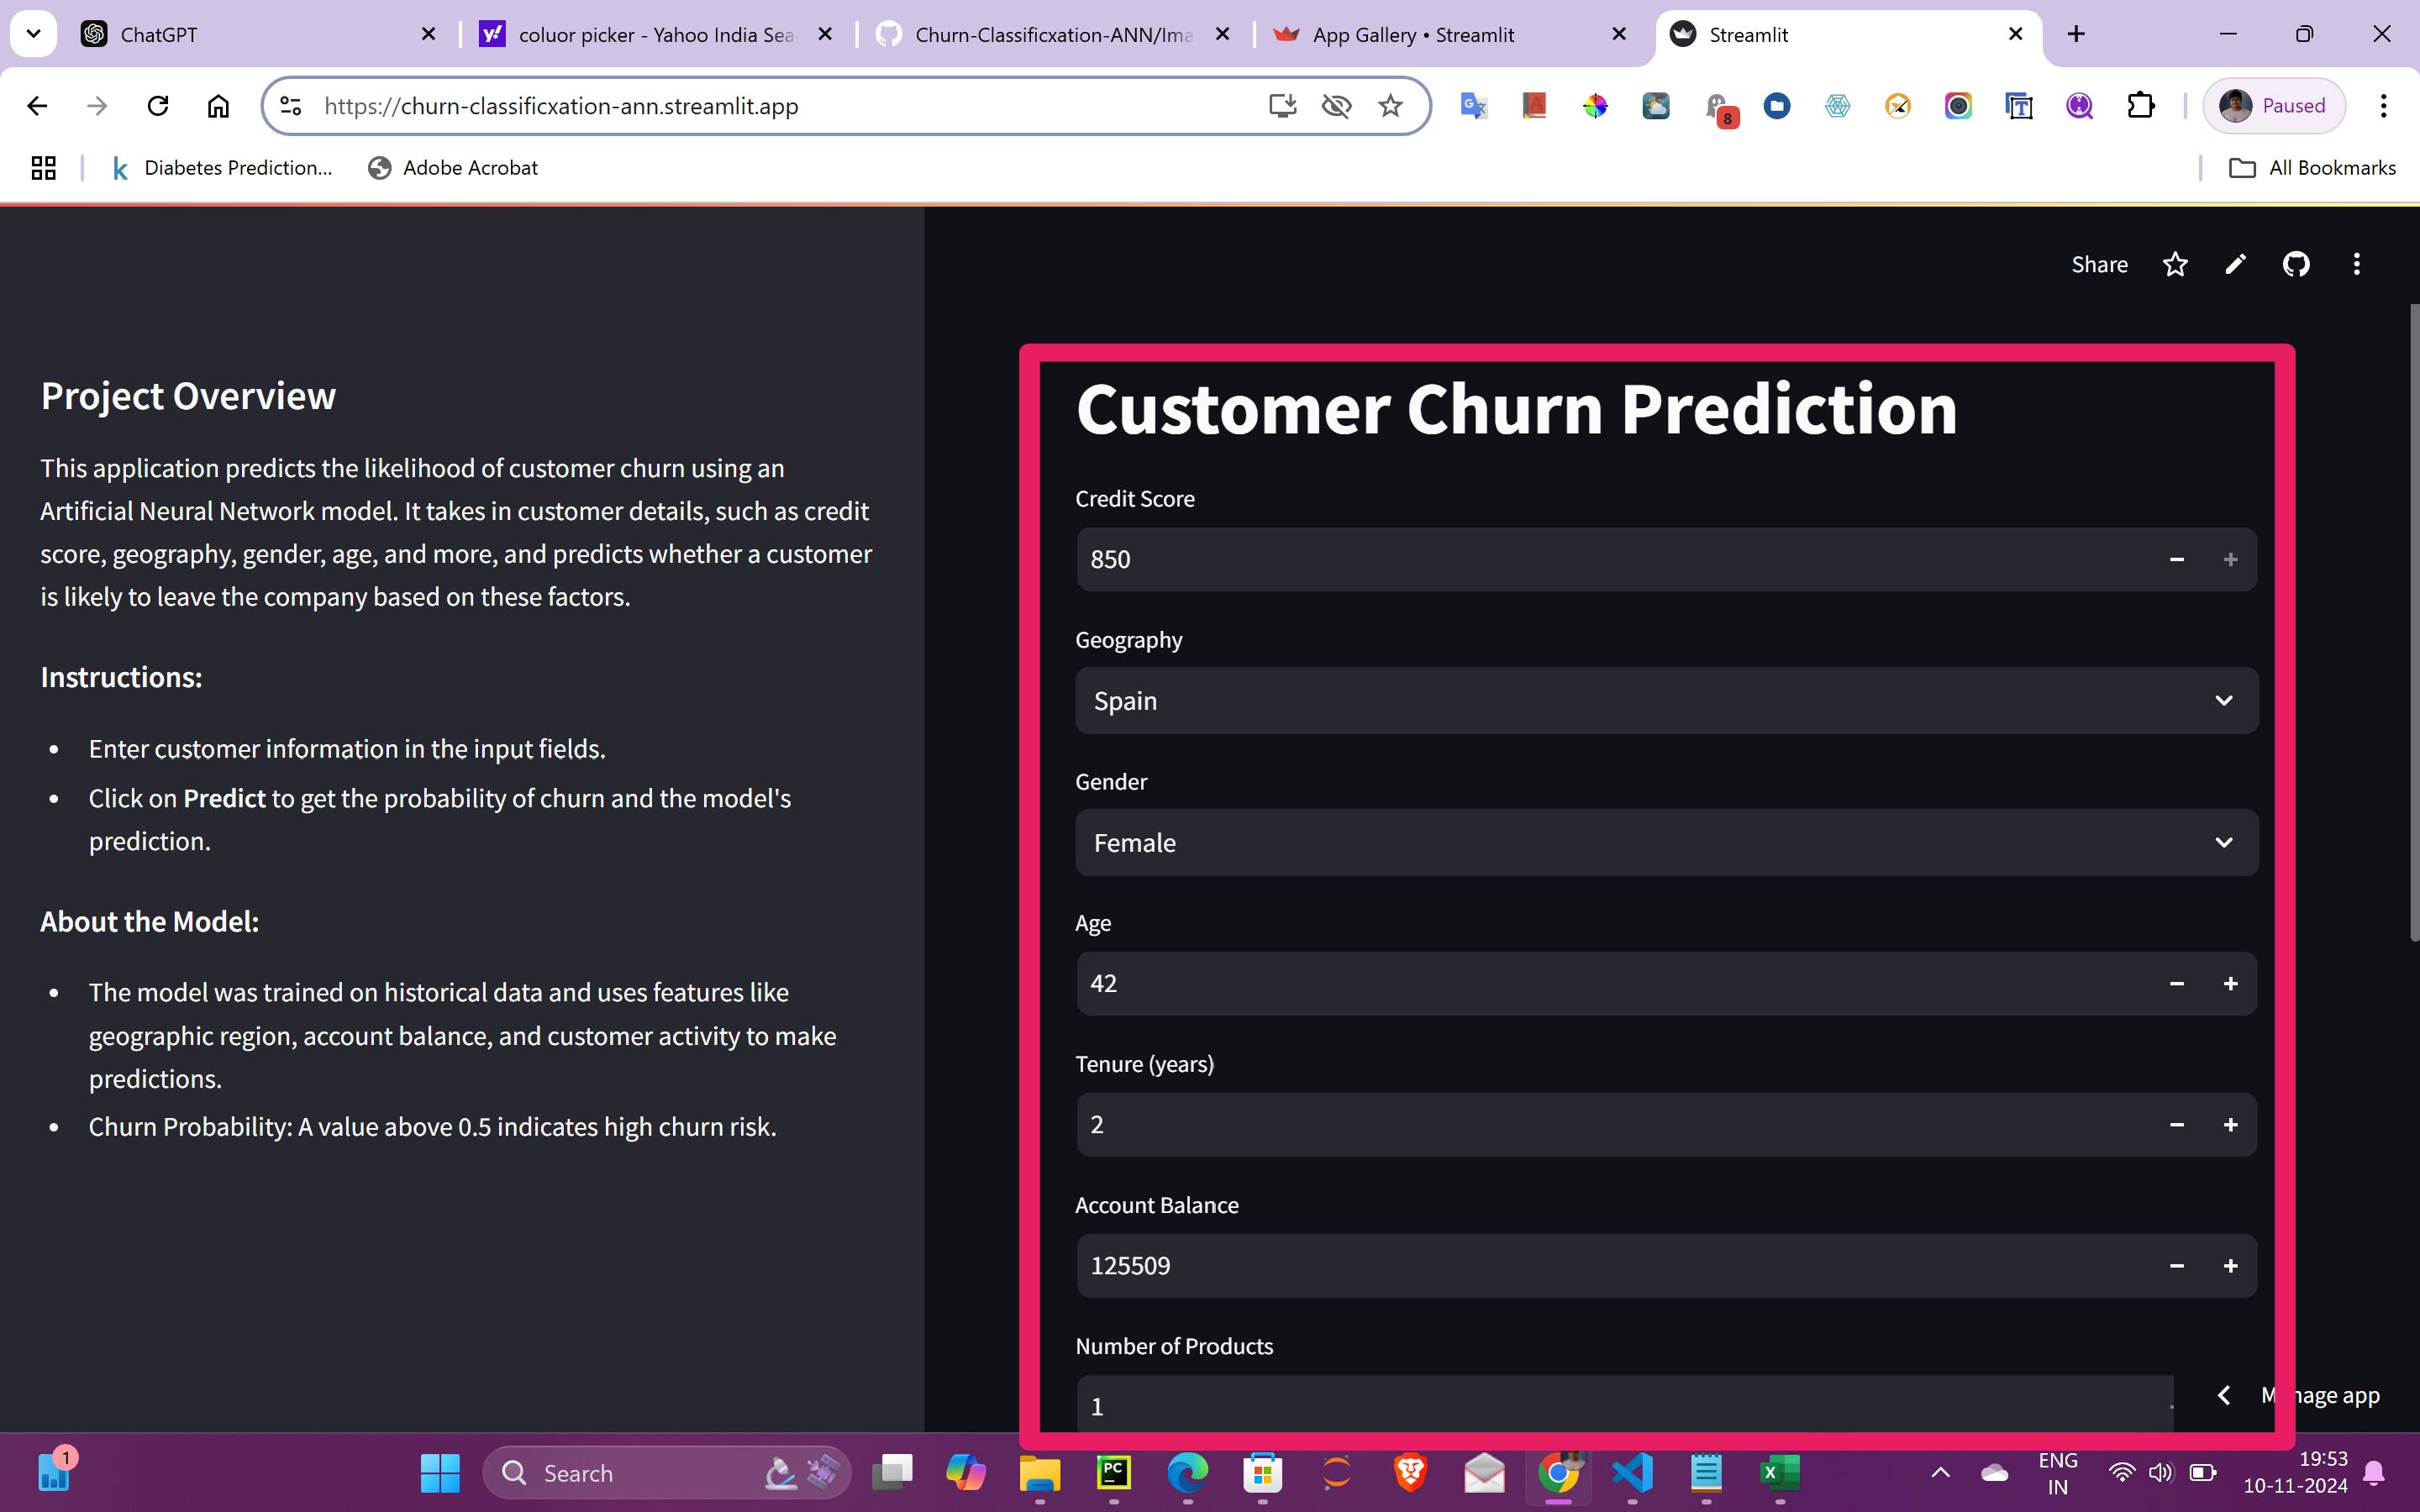 ChatGPT
coluor picker - Yahoo India Sea
Churn-Classificxation-ANN/Ima
App Gallery • Streamlit
Streamlit
https://churn-classificxation-ann.streamlit.app
8
Paused
Diabetes Prediction...
Adobe Acrobat
All Bookmarks
Share
Project Overview
This application predicts the likelihood of customer churn using an
Artificial Neural Network model. It takes in customer details, such as credit
score, geography, gender, age, and more, and predicts whether a customer
is likely to leave the company based on these factors.
Instructions:
• Enter customer information in the input fields.
• Click on Predict to get the probability of churn and the model's
prediction.
About the Model:
• The model was trained on historical data and uses features like
geographic region, account balance, and customer activity to make
predictions.
• Churn Probability: A value above 0.5 indicates high churn risk.
Customer Churn Prediction
Credit Score
850
Geography
Spain
Gender
Female
Age
42
Tenure (years)
2
Account Balance
125509
Number of Products
1
app
1
Search
PC
ENG
IN
19:53
10-11-2024